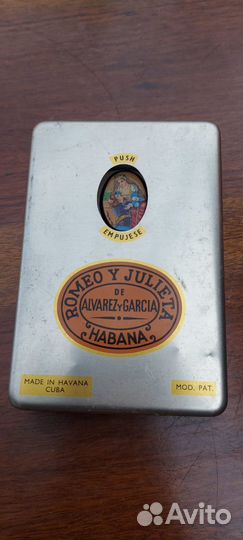 PUSH
EMPUJESE
ROMEO Y JULIETA
DE
ALVAREZ Y GARCIA
HABANA
MADE IN HAVANA
CUBA
MOD. PAT.
Avito